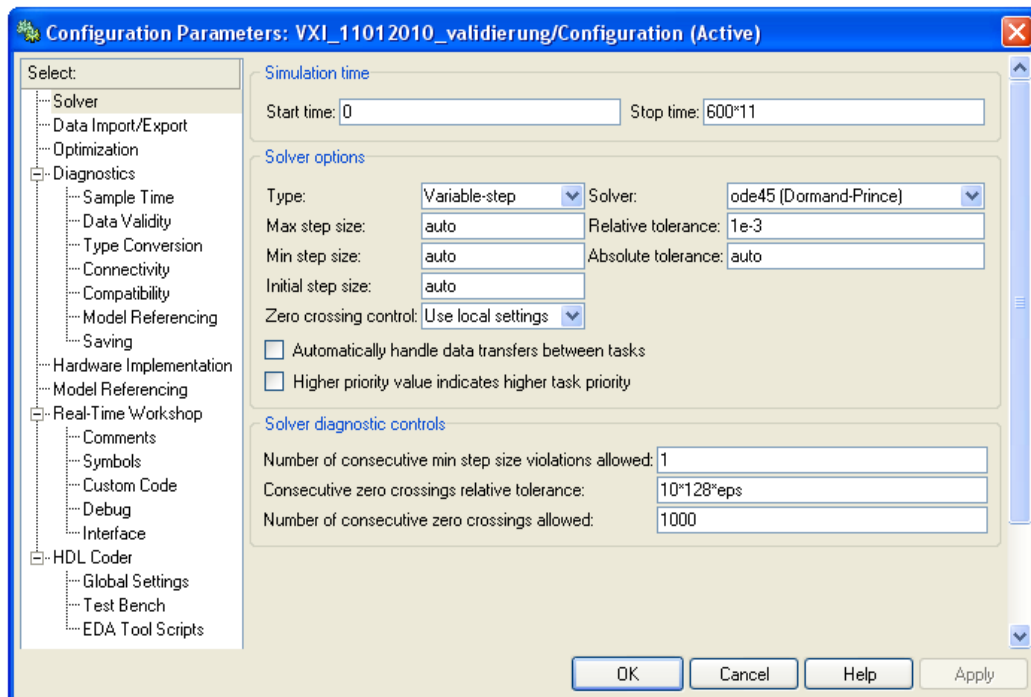 Configuration Parameters: VXI_11012010_validierung/Configuration (Active)
Select:
Solver
Data Import/Export
Optimization
Diagnostics
Sample Time
Data Validity
Type Conversion
Connectivity
Compatibility
Model Referencing
Saving
Hardware Implementation
Model Referencing
Real-Time Workshop
Comments
Symbols
Custom Code
Debug
Interface
HDL Coder
Global Settings
Test Bench
EDA Tool Scripts
Simulation time
Start time: 0 Stop time: 600*11
Solver options
Type: Variable-step Solver: ode45 (Dormand-Prince)
Max step size: auto Relative tolerance: 1e-3
Min step size: auto Absolute tolerance: auto
Initial step size: auto
Zero crossing control: Use local settings
Automatically handle data transfers between tasks
Higher priority value indicates higher task priority
Solver diagnostic controls
Number of consecutive min step size violations allowed: 1
Consecutive zero crossings relative tolerance: 10*128*eps
Number of consecutive zero crossings allowed: 1000
OK Cancel Help Apply